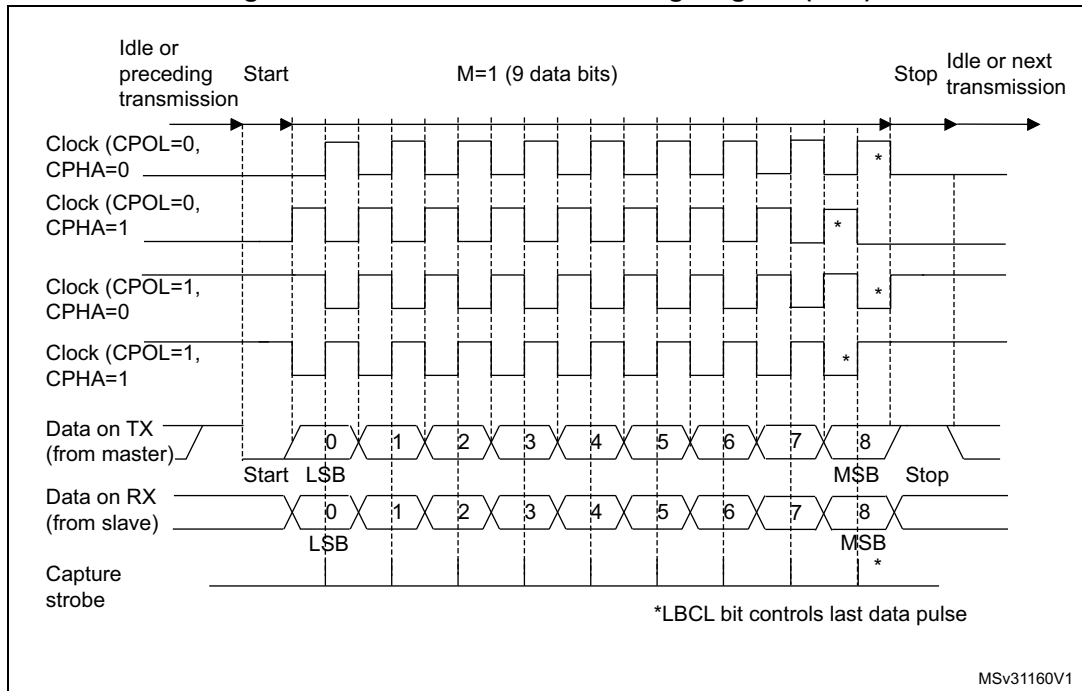 Idle or
preceding
transmission
Start
M=1 (9 data bits)
Stop
Idle or next
transmission
Clock (CPOL=0,
CPHA=0
*
Clock (CPOL=0,
CPHA=1
*
Clock (CPOL=1,
CPHA=0
*
Clock (CPOL=1,
CPHA=1
*
Data on TX
(from master)
0 1 2 3 4 5 6 7 8
Start LSB MSB Stop
Data on RX
(from slave)
0 1 2 3 4 5 6 7 8
LSB MSB
Capture
strobe
*
*LBCL bit controls last data pulse
MSv31160V1